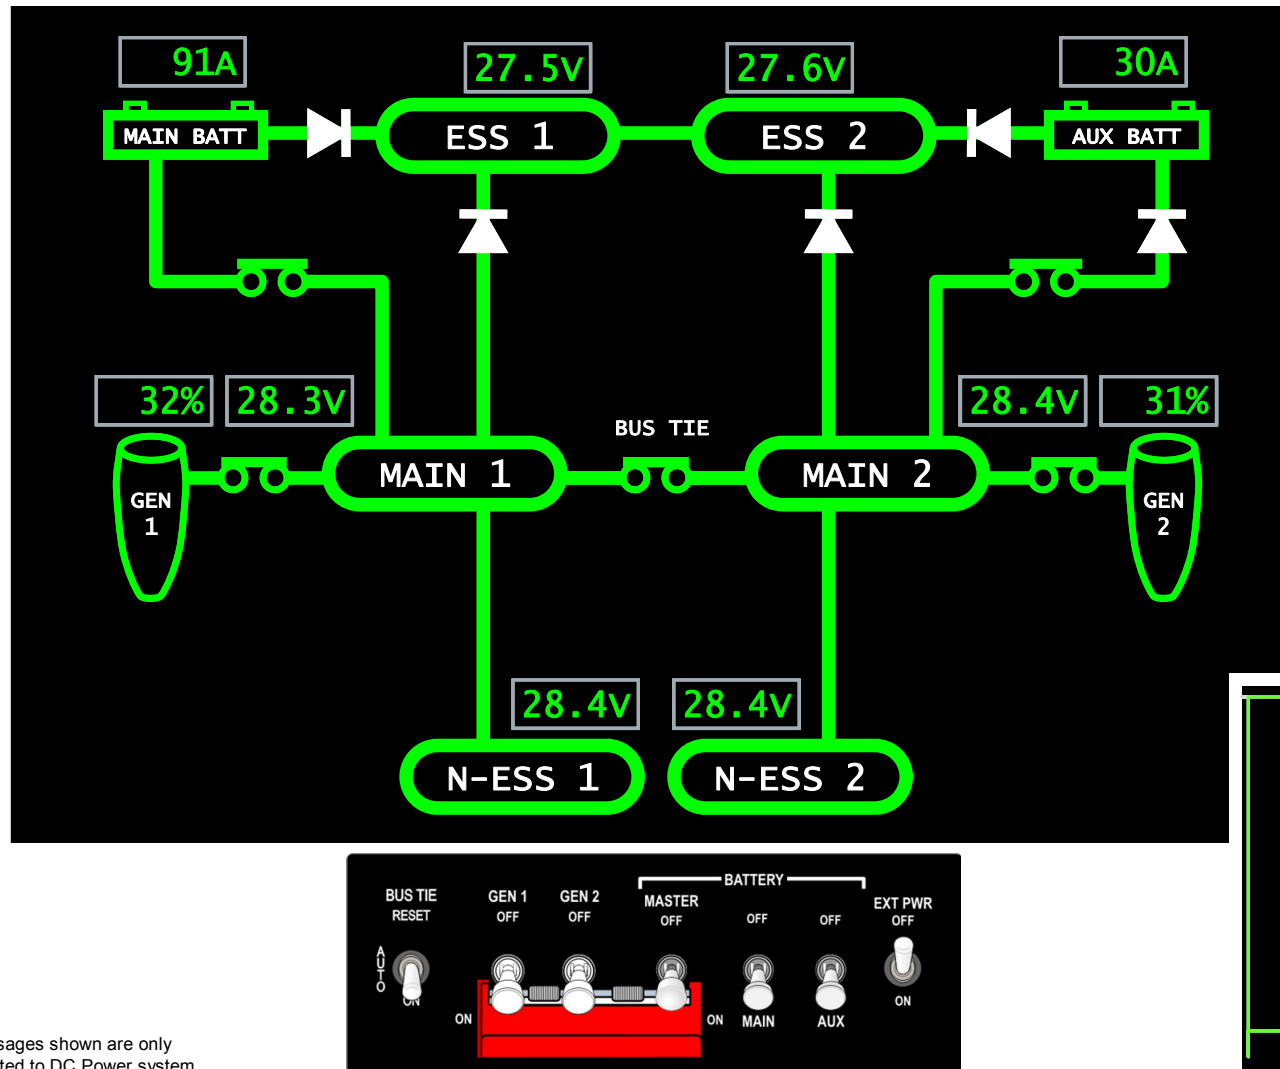 91A
27.5V
27.6V
30A
MAIN BATT
ESS 1
ESS 2
AUX BATT
32%
28.3V
28.4V
31%
BUS TIE
MAIN 1
MAIN 2
GEN
1
GEN
2
28.4V
28.4V
N-ESS 1
N-ESS 2
BATTERY
BUS TIE
RESET
GEN 1
OFF
GEN 2
OFF
MASTER
OFF
OFF
OFF
EXT PWR
OFF
AUTO
ON
ON
ON
MAIN
AUX
ON
sages shown are only
ted to DC Power system